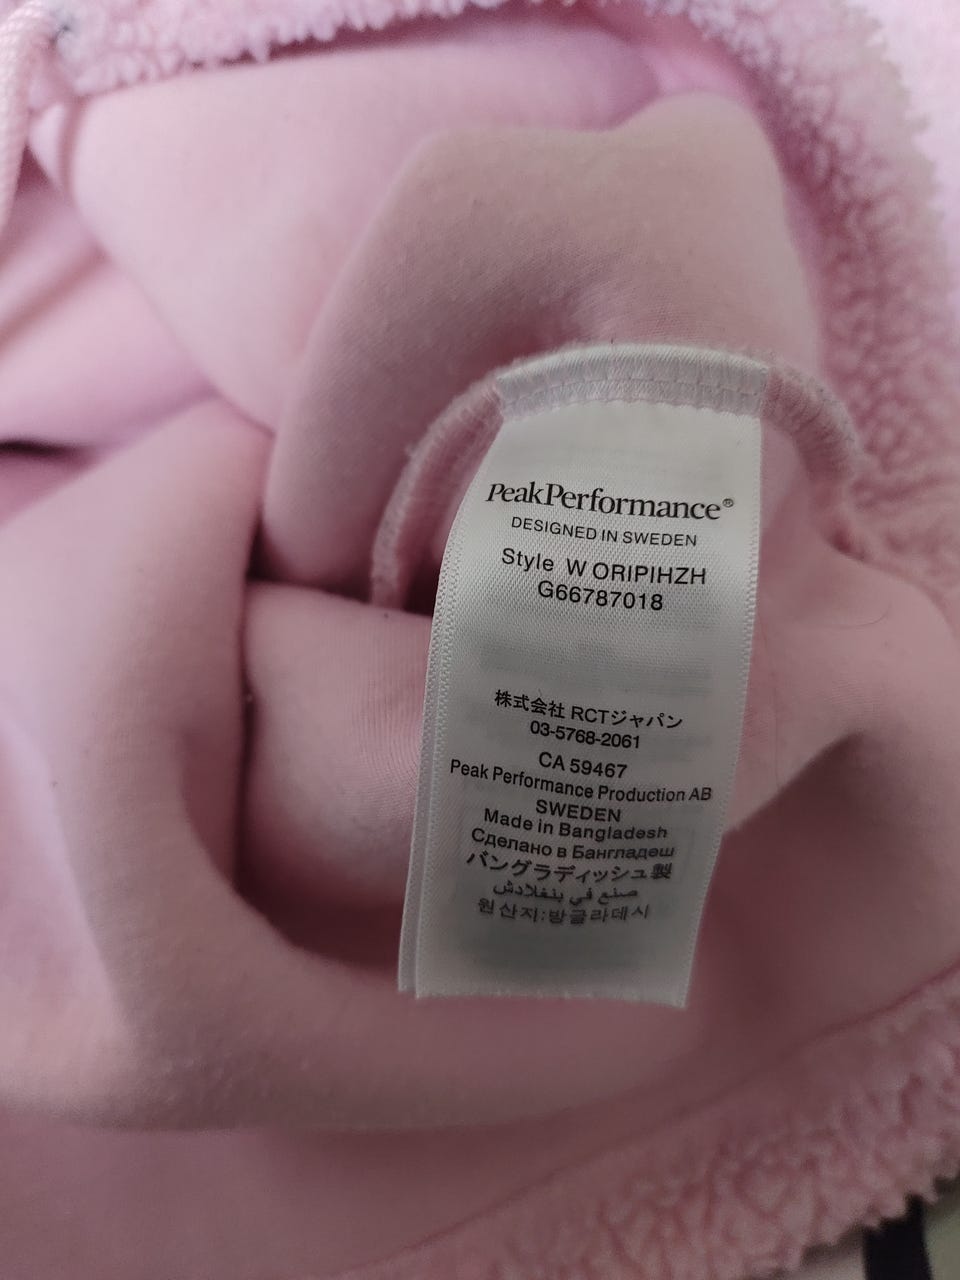 PeakPerformance®
DESIGNED IN SWEDEN
Style W ORIPIHZH
G66787018
株式会社 RCTジャパン
03-5768-2061
CA 59467
Peak Performance Production AB
SWEDEN
Made in Bangladesh
Сделано в Бангладеш
バングラディッシュ製
صنع في بنغلادش
원산지:방글라데시